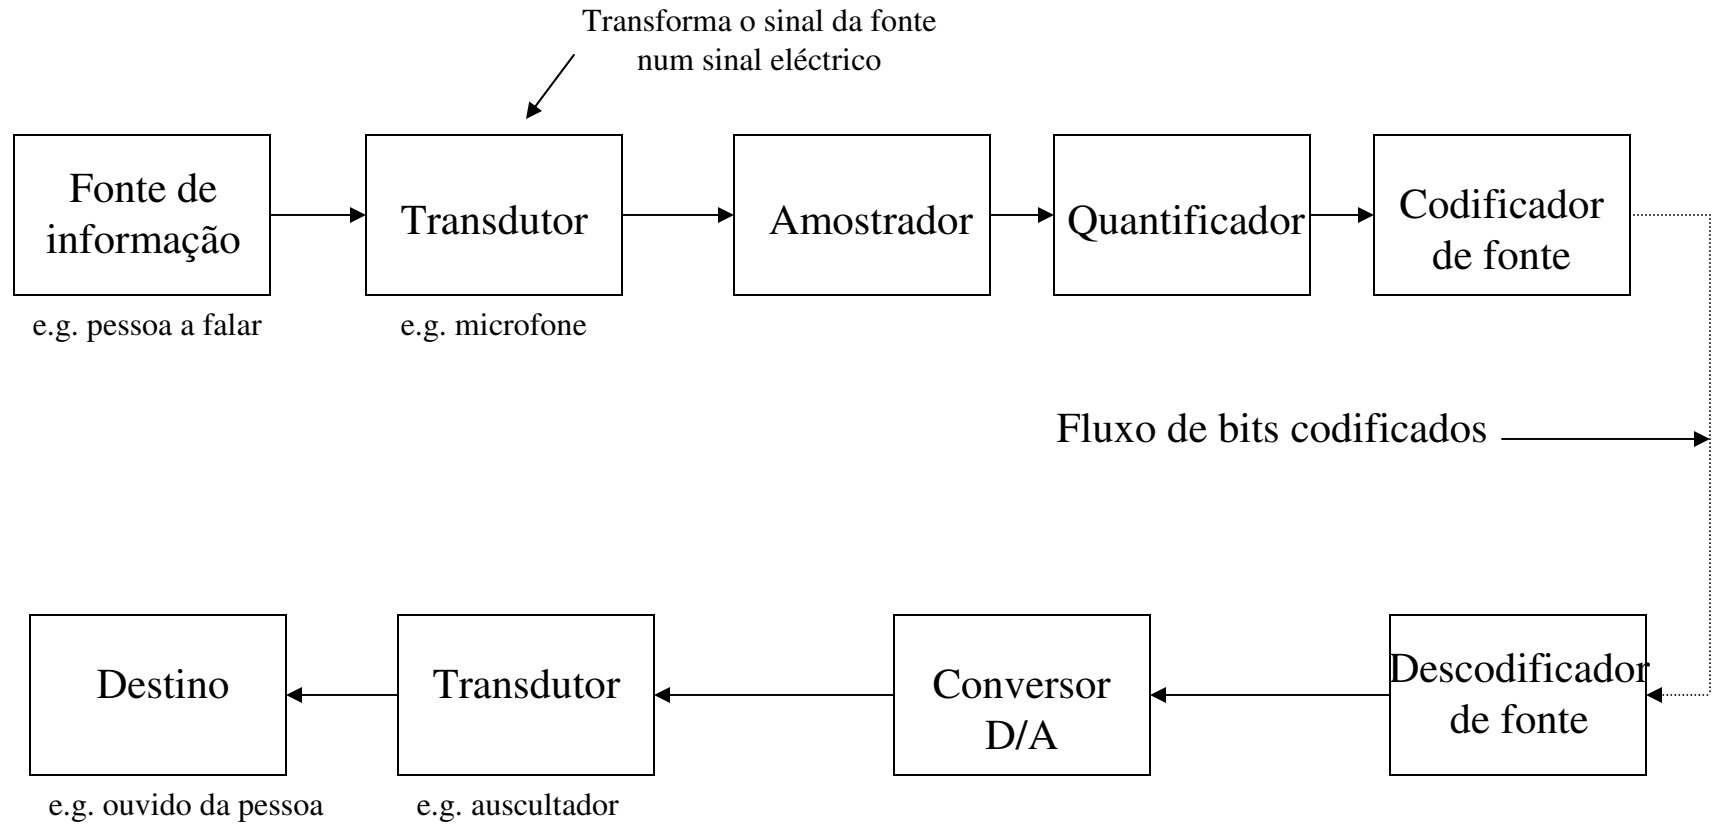 Transforma o sinal da fonte
num sinal eléctrico
Fonte de
informação
Transdutor
Amostrador
Quantificador
Codificador
de fonte
e.g. pessoa a falar
e.g. microfone
Fluxo de bits codificados
Destino
Transdutor
Conversor
D/A
Descodificador
de fonte
e.g. ouvido da pessoa
e.g. auscultador